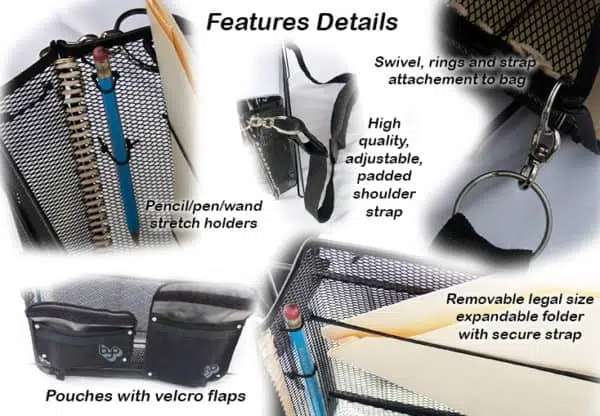 Features Details
Swivel, rings and strap
attachement to bag
High
quality,
adjustable,
padded
shoulder
strap
Pencil/pen/wand
stretch holders
Removable legal size
expandable folder
with secure strap
Pouches with velcro flaps